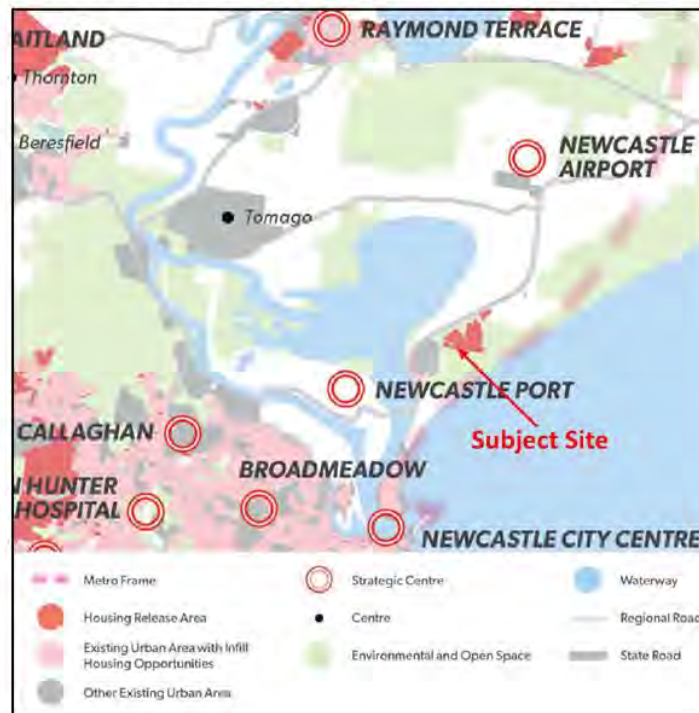 AITLAND
RAYMOND TERRACE
Thornton
Beresfield
NEWCASTLE
AIRPORT
Tomago
NEWCASTLE PORT
CALLAGHAN
Subject Site
BROADMEADOW
N HUNTER
HOSPITAL
NEWCASTLE CITY CENTRE
Metro Frame
Strategic Centre
Waterway
Housing Release Area
Centre
Regional Road
Existing Urban Area with Infill
Housing Opportunities
Environmental and Open Space
State Road
Other Existing Urban Area